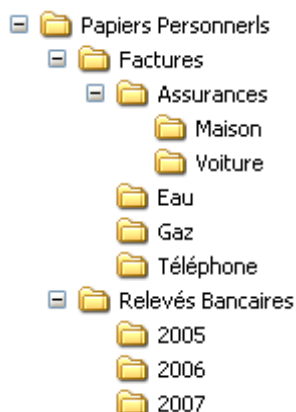 Papiers Personnerls
Factures
Assurances
Maison
Voiture
Eau
Gaz
Téléphone
Relevés Bancaires
2005
2006
2007